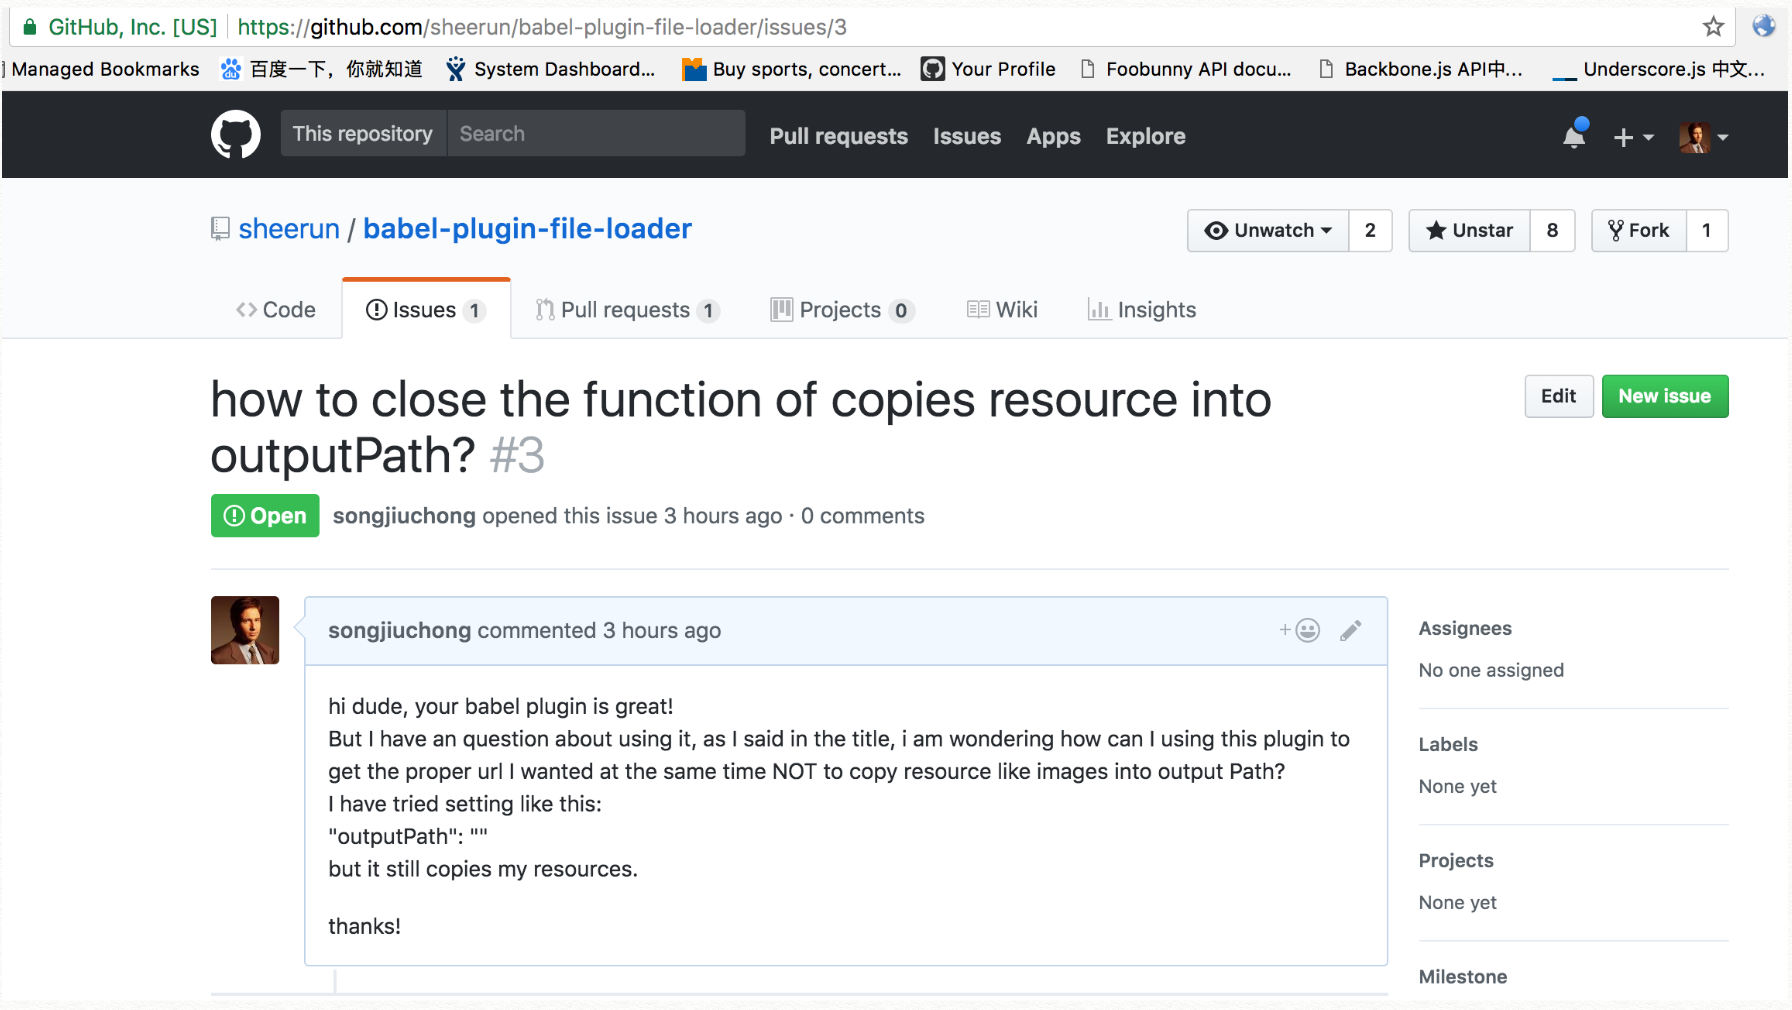 GitHub, Inc. [US] https://github.com/sheerun/babel-plugin-file-loader/issues/3
Managed Bookmarks 百度一下，你就知道 System Dashboard... Buy sports, concert... Your Profile Foobunny API docu... Backbone.js API中... Underscore.js 中文...
This repository Search Pull requests Issues Apps Explore
sheerun / babel-plugin-file-loader Unwatch 2 Unstar 8 Fork 1
Code Issues 1 Pull requests 1 Projects 0 Wiki Insights
how to close the function of copies resource into
outputPath? #3
Edit New issue
Open songjiuchong opened this issue 3 hours ago · 0 comments
songjiuchong commented 3 hours ago
hi dude, your babel plugin is great!
But I have an question about using it, as I said in the title, i am wondering how can I using this plugin to
get the proper url I wanted at the same time NOT to copy resource like images into output Path?
I have tried setting like this:
"outputPath": ""
but it still copies my resources.
thanks!
Assignees
No one assigned
Labels
None yet
Projects
None yet
Milestone